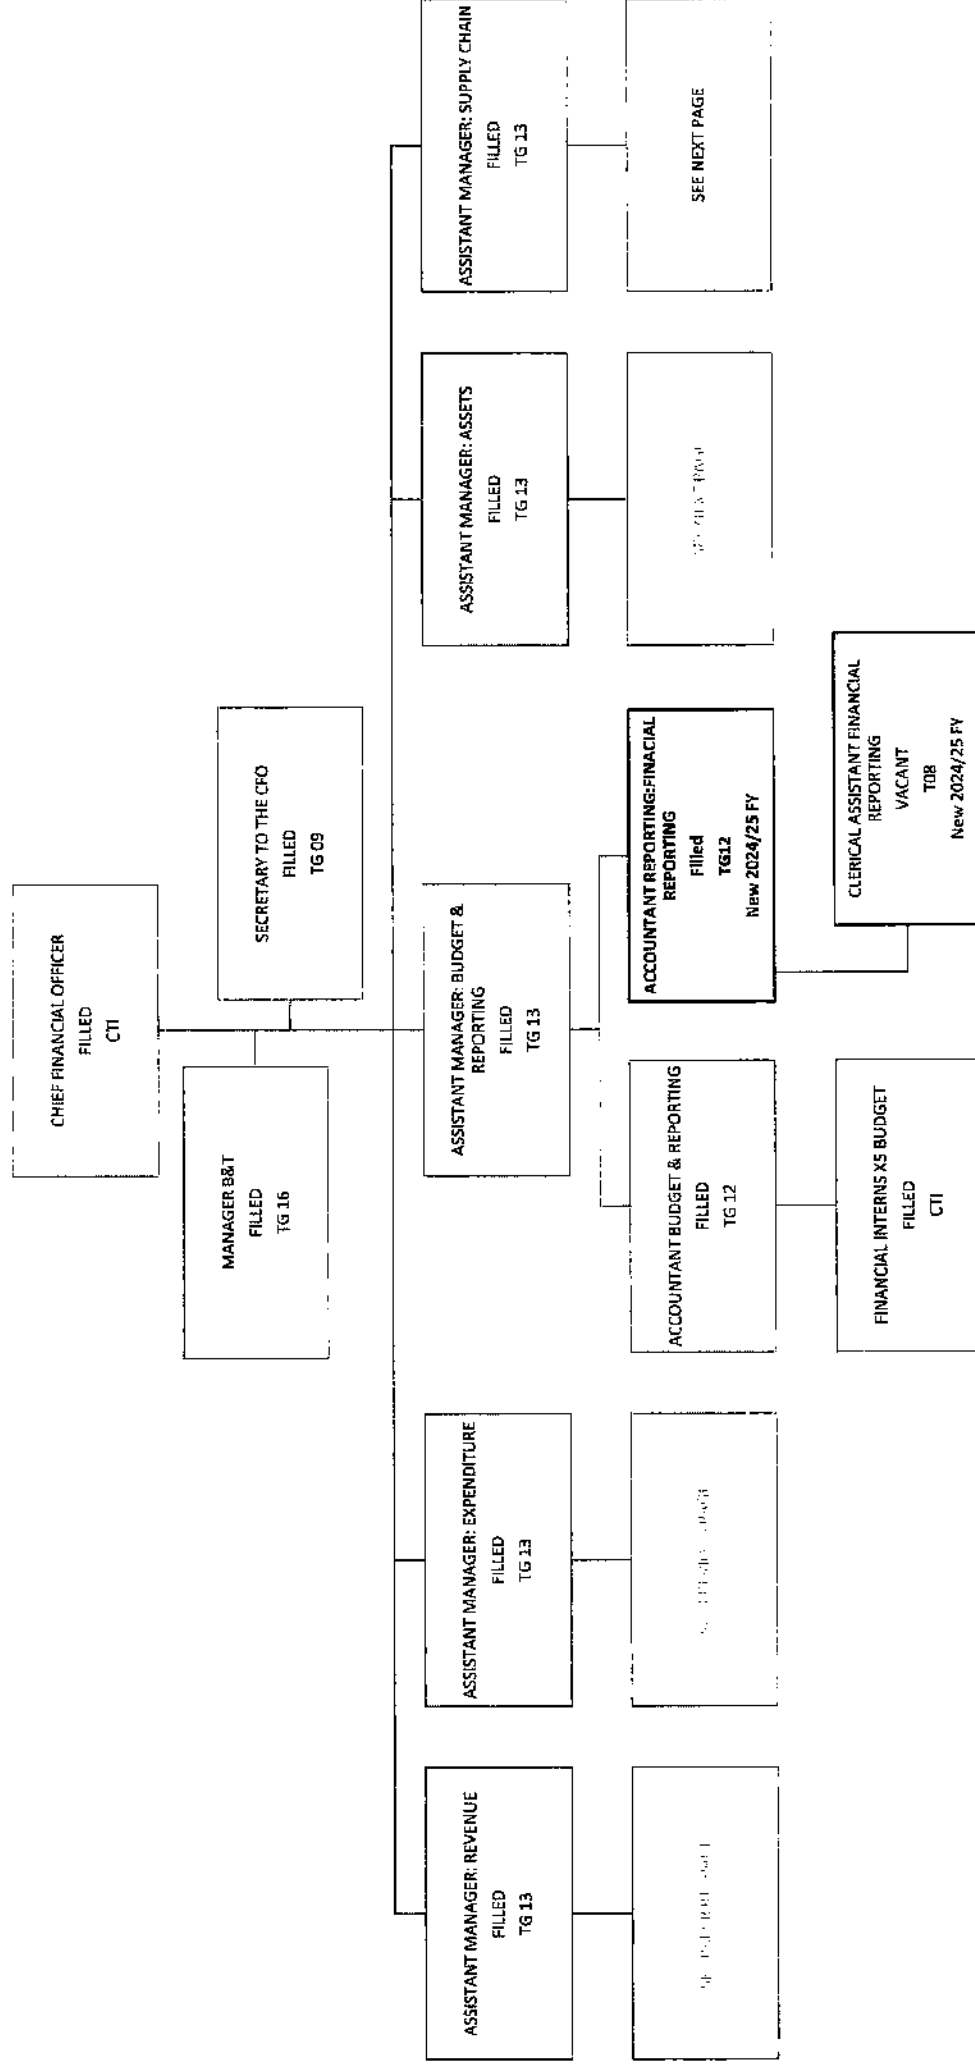 CHIEF FINANCIAL OFFICER
FILLED
CTI
MANAGER B&T
FILLED
TG 16
SECRETARY TO THE CFO
FILLED
TG 09
ASSISTANT MANAGER: REVENUE
FILLED
TG 13
ASSISTANT MANAGER: EXPENDITURE
FILLED
TG 13
ASSISTANT MANAGER: BUDGET &
REPORTING
FILLED
TG 13
ASSISTANT MANAGER: ASSETS
FILLED
TG 13
ASSISTANT MANAGER: SUPPLY CHAIN
FILLED
TG 13
ACCOUNTANT BUDGET & REPORTING
FILLED
TG 12
ACCOUNTANT REPORTING:FINACIAL
REPORTING
Filled
TG12
New 2024/25 FY
SEE NEXT PAGE
FINANCIAL INTERNS X5 BUDGET
FILLED
CTI
CLERICAL ASSISTANT FINANCIAL
REPORTING
VACANT
T08
New 2024/25 FY